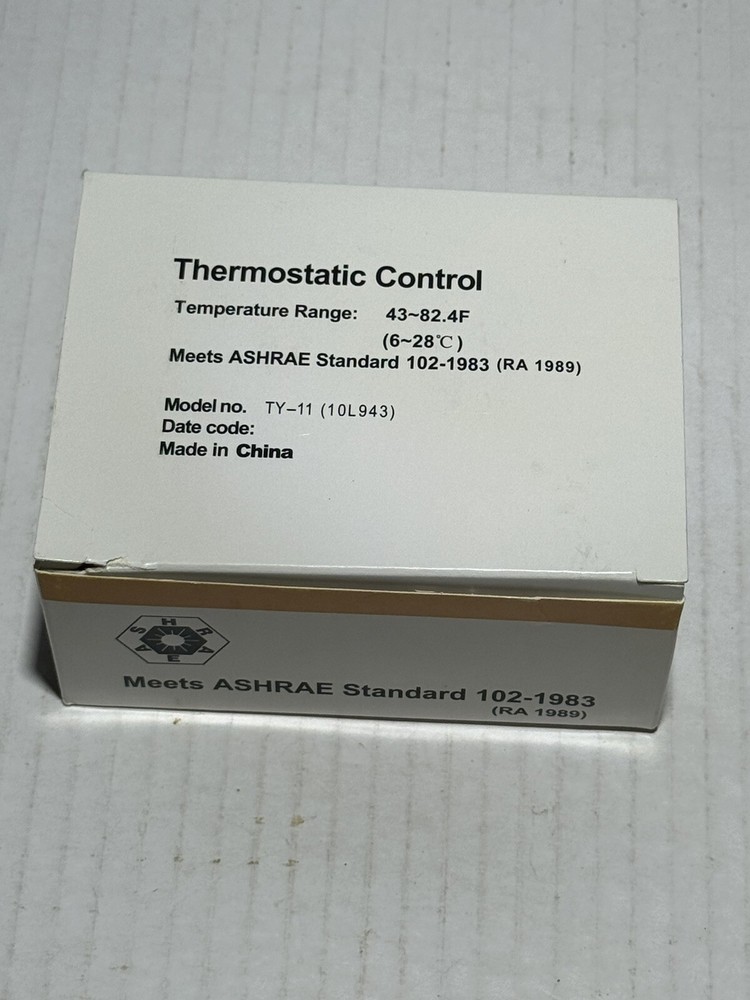 Thermostatic Control
Temperature Range: 43~82.4F
(6~28℃)
Meets ASHRAE Standard 102-1983 (RA 1989)
Model no. TY–11 (10L943)
Date code:
Made in China
ASHRAE
Meets ASHRAE Standard 102-1983
(RA 1989)